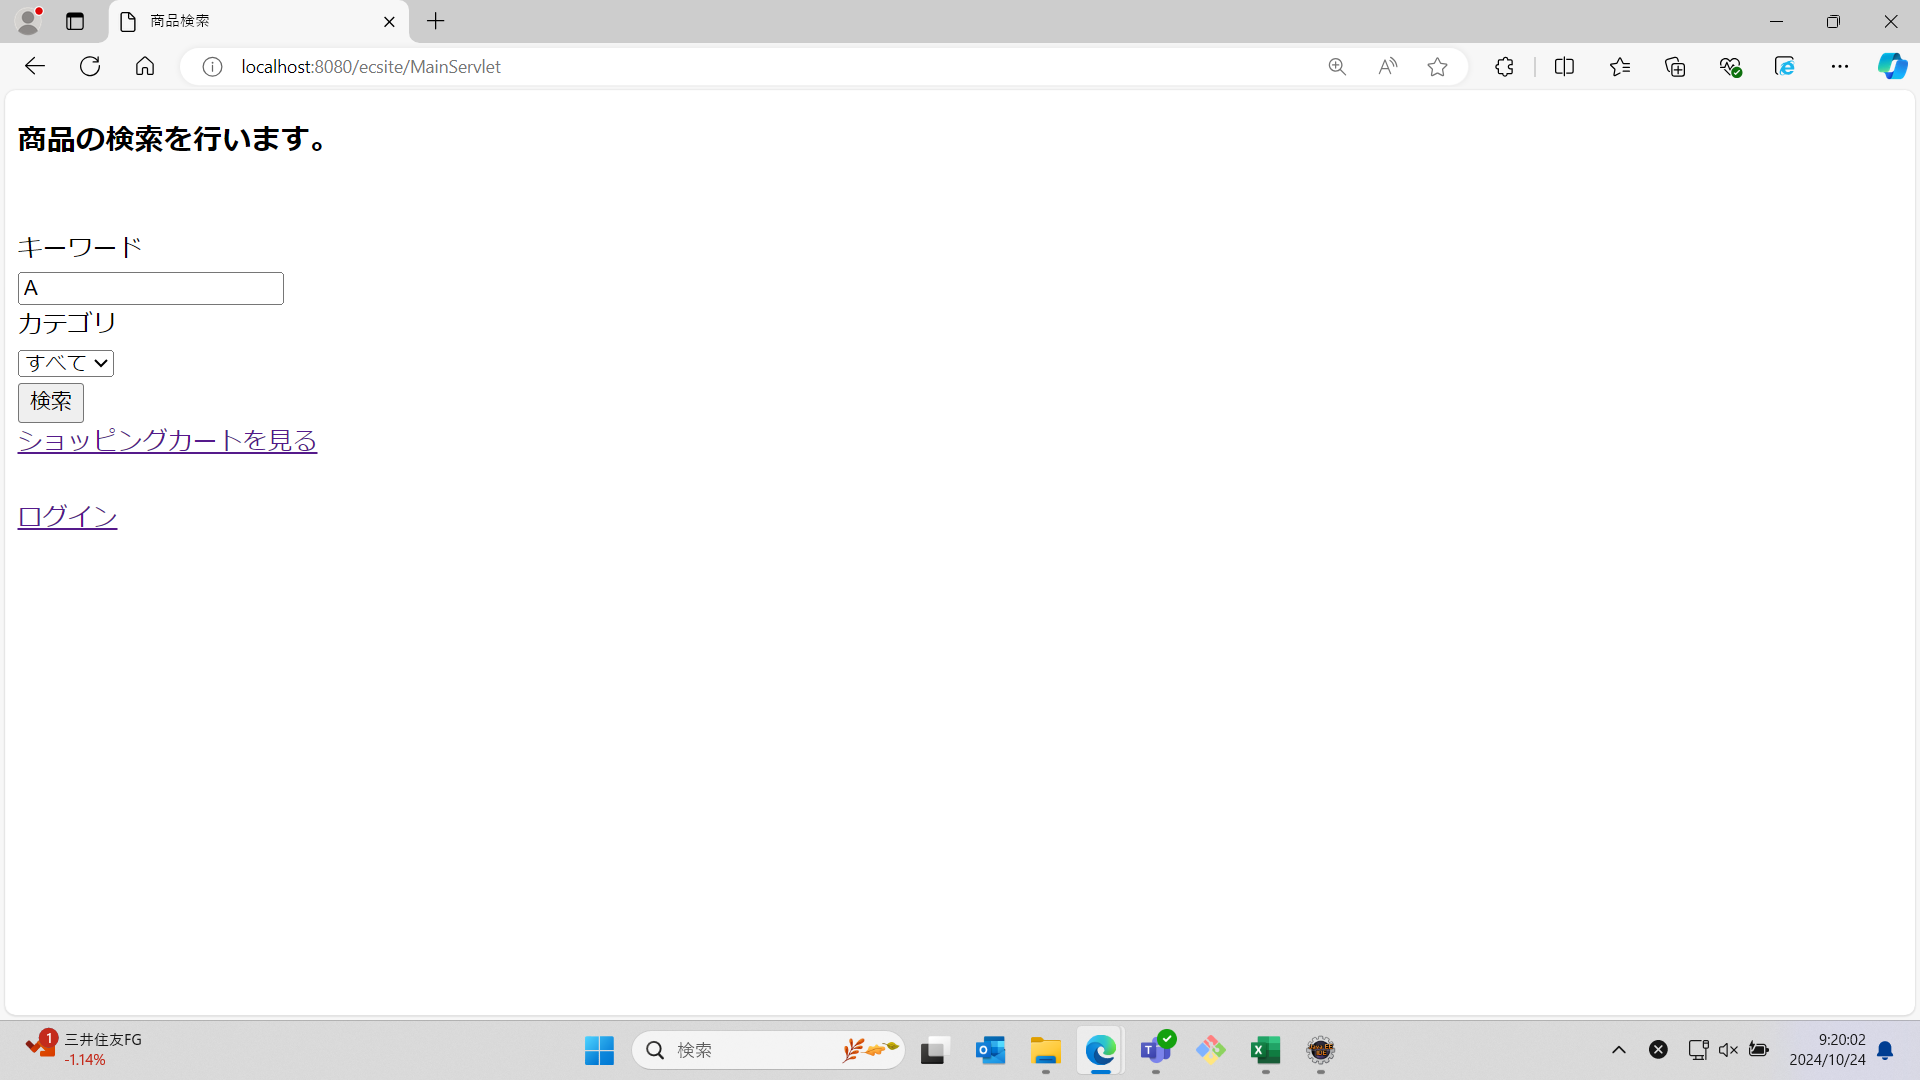 商品検索
localhost:8080/ecsite/MainServlet
商品の検索を行います。
キーワード
A
カテゴリ
すべて
検索
ショッピングカートを見る
ログイン
1
三井住友FG
-1.14%
検索
9:20:02
2024/10/24